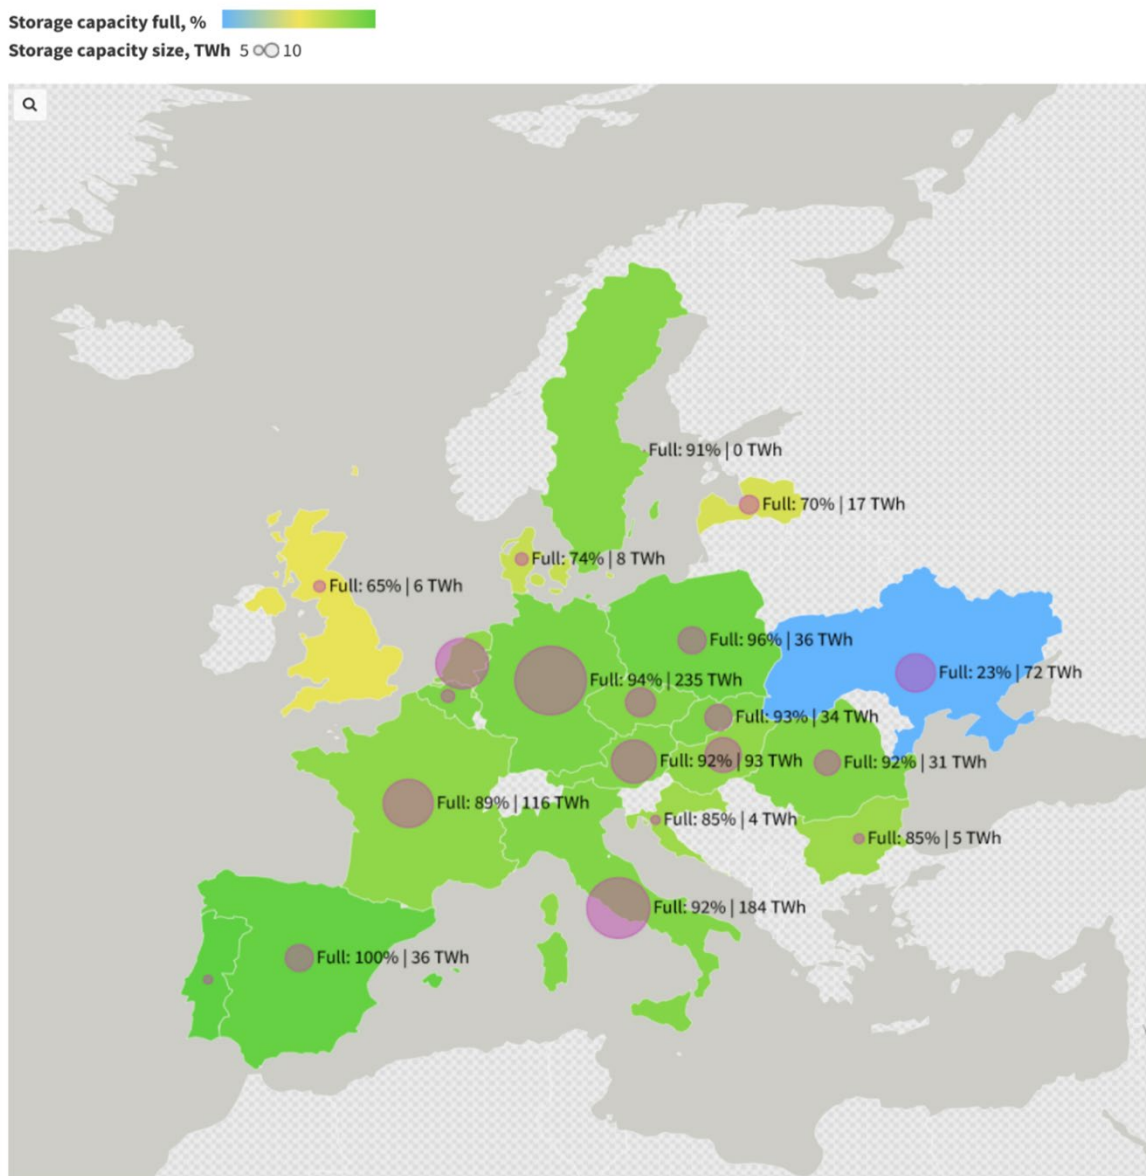 Storage capacity full, %
Storage capacity size, TWh 5 10
Full: 91% | 0 TWh
Full: 70% | 17 TWh
Full: 74% | 8 TWh
Full: 65% | 6 TWh
Full: 96% | 36 TWh
Full: 23% | 72 TWh
Full: 94% | 235 TWh
Full: 93% | 34 TWh
Full: 92% | 93 TWh
Full: 92% | 31 TWh
Full: 89% | 116 TWh
Full: 85% | 4 TWh
Full: 85% | 5 TWh
Full: 92% | 184 TWh
Full: 100% | 36 TWh